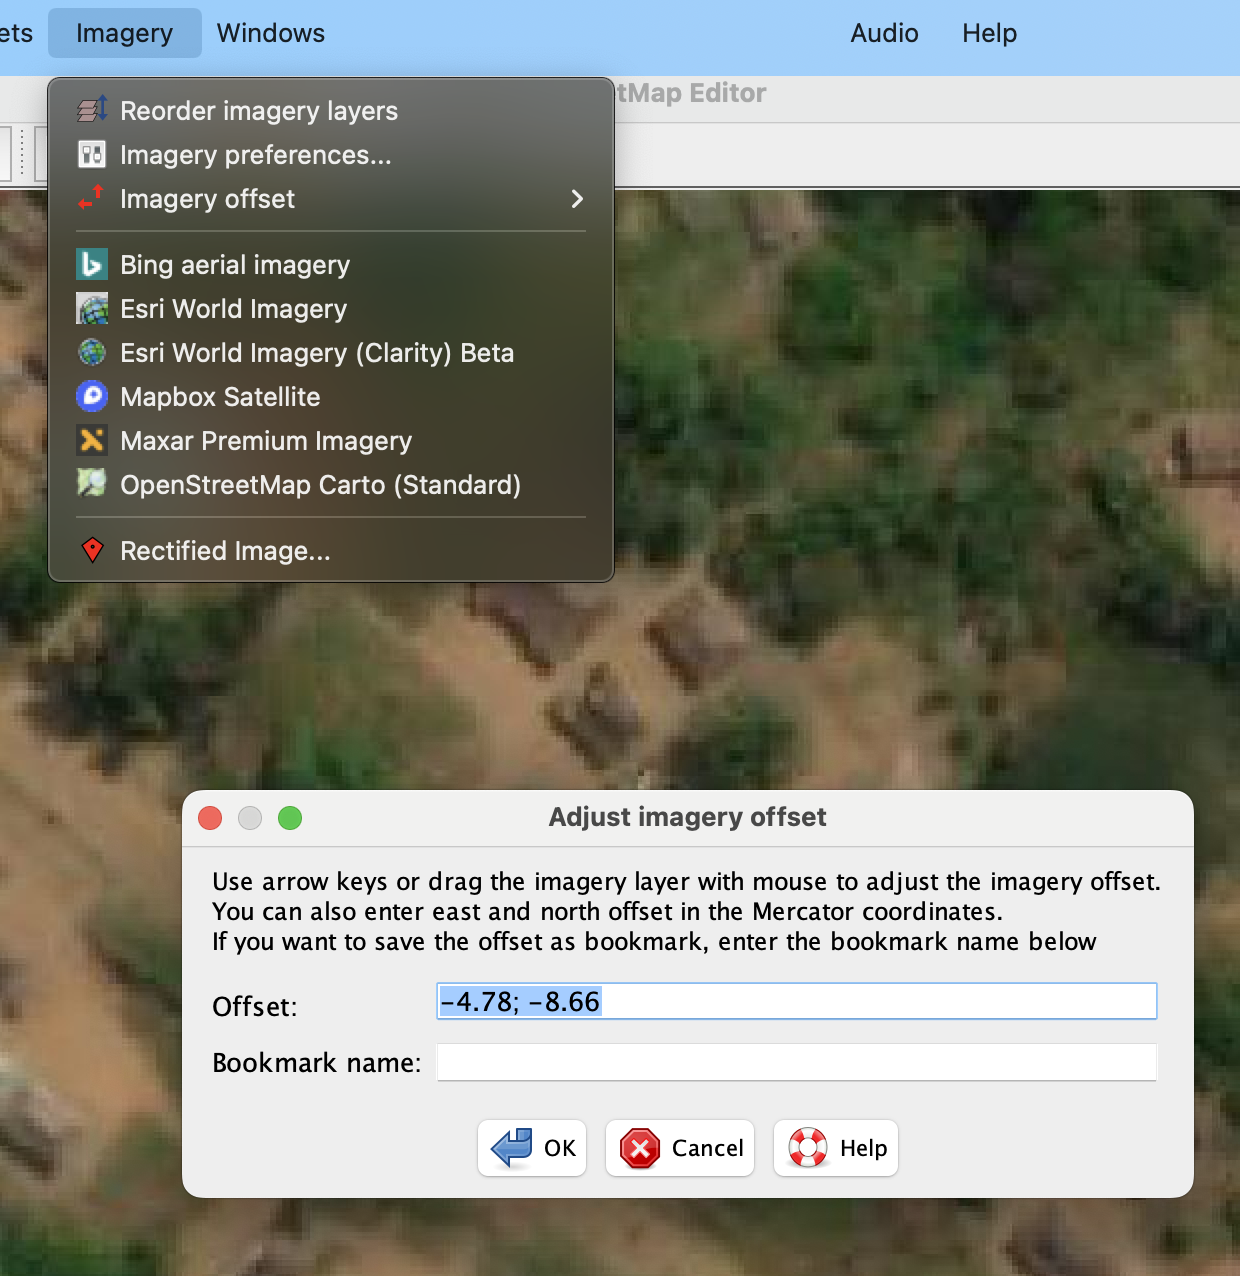 ets Imagery Windows Audio Help
tMap Editor
Reorder imagery layers
Imagery preferences...
Imagery offset
Bing aerial imagery
Esri World Imagery
Esri World Imagery (Clarity) Beta
Mapbox Satellite
Maxar Premium Imagery
OpenStreetMap Carto (Standard)
Rectified Image...
Adjust imagery offset
Use arrow keys or drag the imagery layer with mouse to adjust the imagery offset.
You can also enter east and north offset in the Mercator coordinates.
If you want to save the offset as bookmark, enter the bookmark name below
Offset: -4.78; -8.66
Bookmark name:
OK Cancel Help